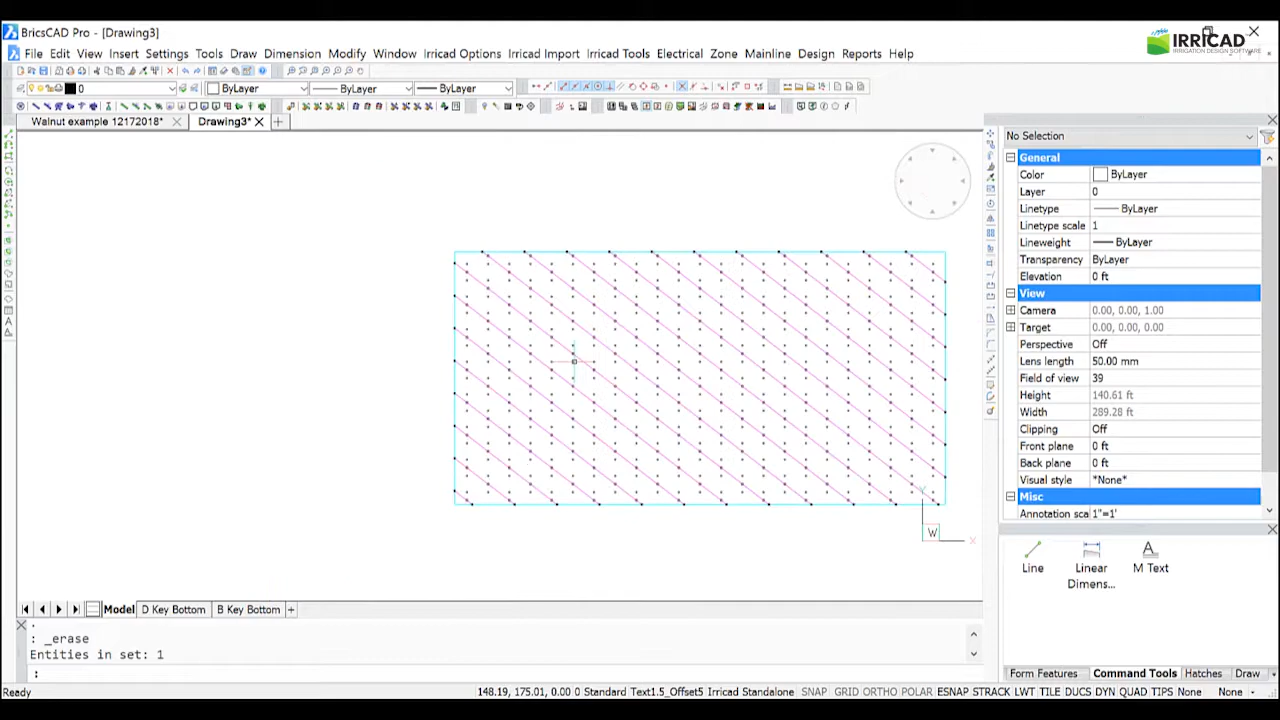 BricsCAD Pro - [Drawing3]
IRRICAD
IRRIGATION DESIGN SOFTWARE
File Edit View Insert Settings Tools Draw Dimension Modify Window Irricad Options Irricad Import Irricad Tools Electrical Zone Mainline Design Reports Help
0 ByLayer ByLayer ByLayer
Walnut example 12172018* Drawing3*
No Selection
General
Color ByLayer
Layer 0
Linetype ByLayer
Linetype scale 1
Lineweight ByLayer
Transparency ByLayer
Elevation 0 ft
View
Camera 0.00, 0.00, 1.00
Target 0.00, 0.00, 0.00
Perspective Off
Lens length 50.00 mm
Field of view 39
Height 140.61 ft
Width 289.28 ft
Clipping Off
Front plane 0 ft
Back plane 0 ft
Visual style *None*
Misc
Annotation sca 1"=1'
Y
W
X
Line Linear Dimens... M Text
Model D Key Bottom B Key Bottom +
: _erase
Entities in set: 1
:
Form Features Command Tools Hatches Draw
Ready 148.19, 175.01, 0.00 0 Standard Text1.5_Offset5 Irricad Standalone SNAP GRID ORTHO POLAR ESNAP STRACK LWT TILE DUCS DYN QUAD TIPS None None